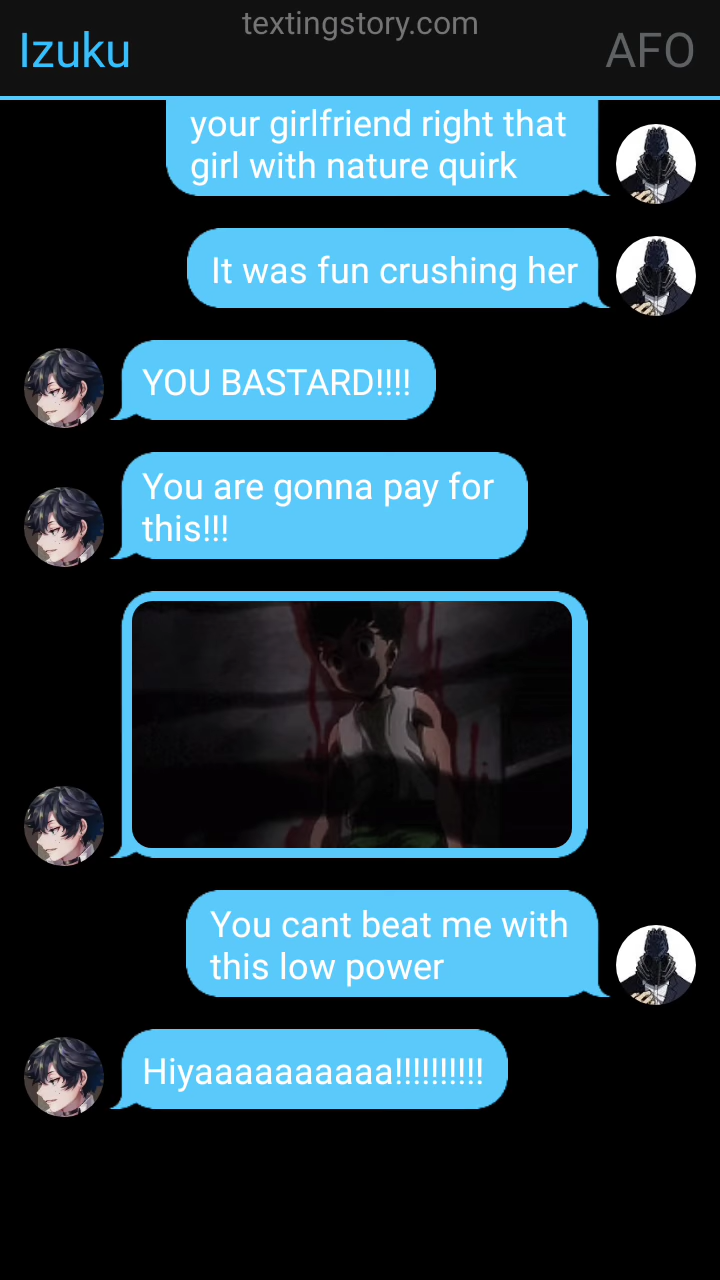 textingstory.com
Izuku
AFO
your girlfriend right that
girl with nature quirk
It was fun crushing her
YOU BASTARD!!!!
You are gonna pay for
this!!!
You cant beat me with
this low power
Hiyaaaaaaaaaa!!!!!!!!!!